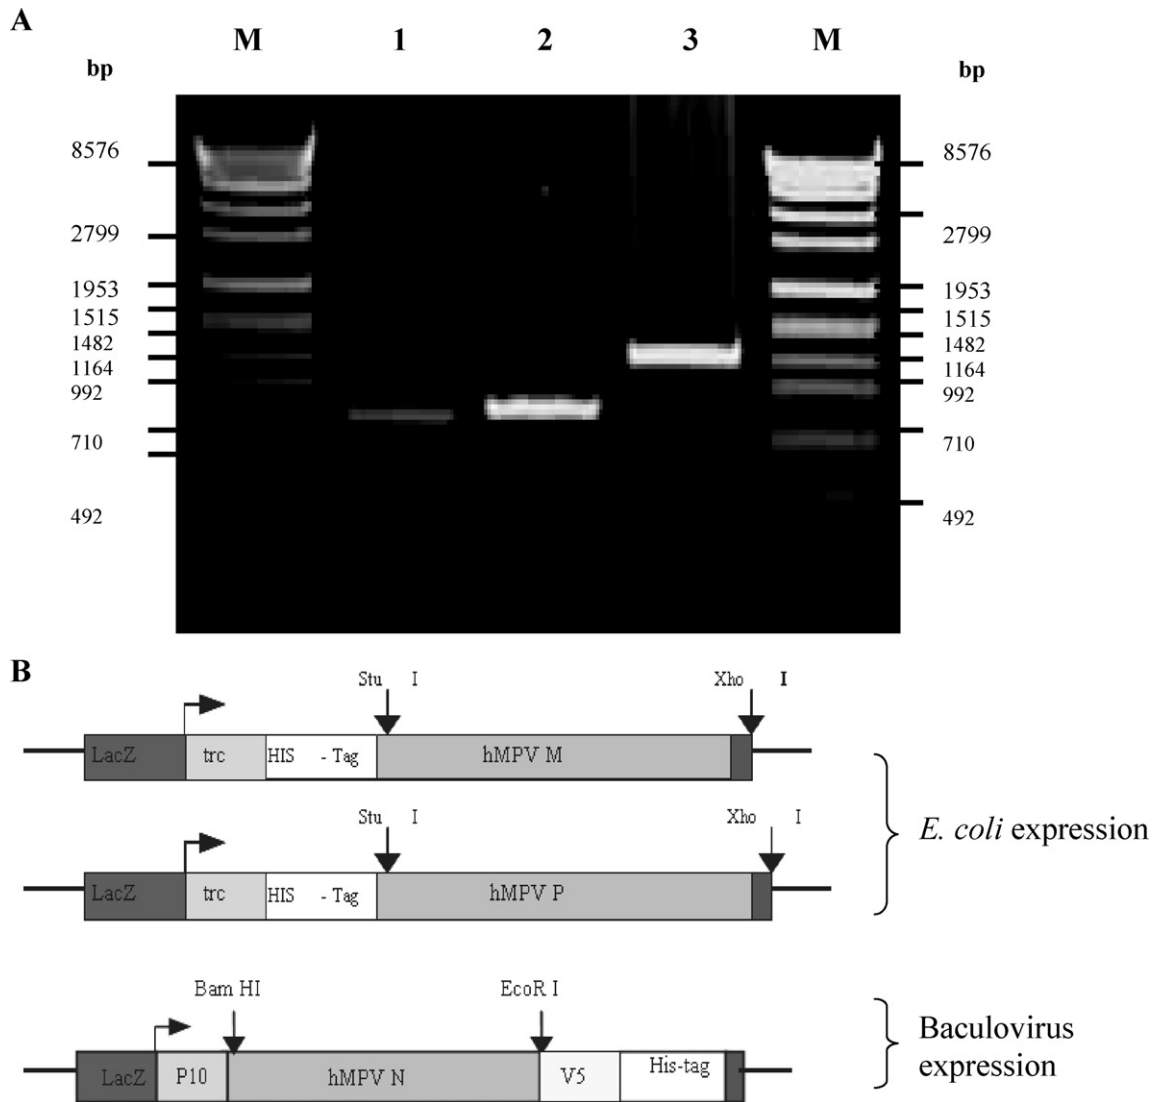 A
M 1 2 3 M
bp bp
8576 8576
2799 2799
1953 1953
1515 1515
1482 1482
1164 1164
992 992
710 710
492 492
B
Stu I Xho I
LacZ trc HIS - Tag hMPV M
Stu I Xho I
LacZ trc HIS - Tag hMPV P
E. coli expression
Bam HI EcoR I
LacZ P10 hMPV N V5 His-tag
Baculovirus
expression